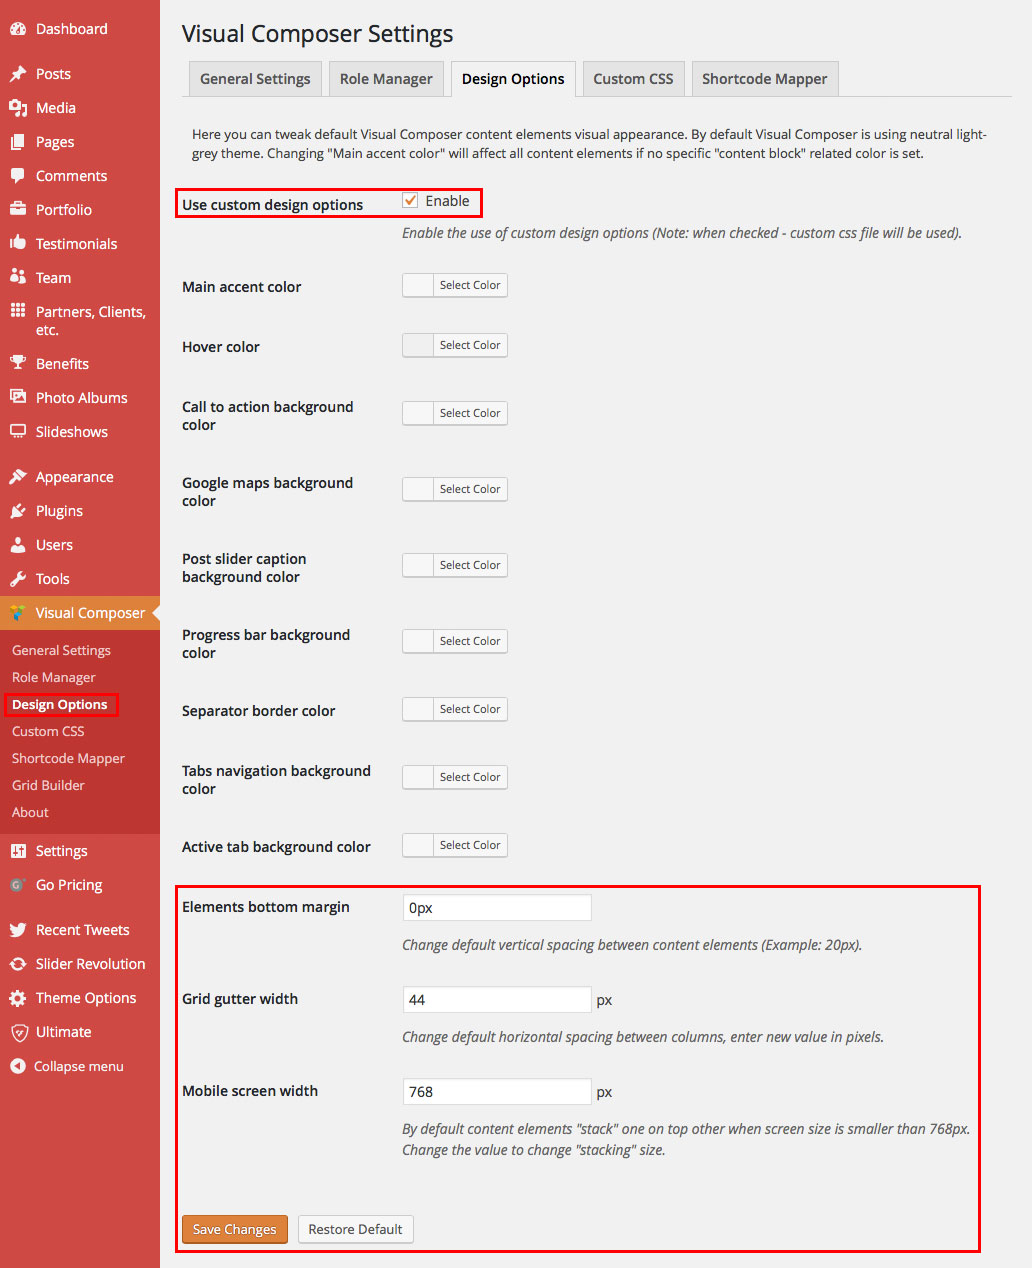 Dashboard
Posts
Media
Pages
Comments
Portfolio
Testimonials
Team
Partners, Clients,
etc.
Benefits
Photo Albums
Slideshows
Appearance
Plugins
Users
Tools
Visual Composer
General Settings
Role Manager
Design Options
Custom CSS
Shortcode Mapper
Grid Builder
About
Settings
Go Pricing
Recent Tweets
Slider Revolution
Theme Options
Ultimate
Collapse menu
Visual Composer Settings
General Settings Role Manager Design Options Custom CSS Shortcode Mapper
Here you can tweak default Visual Composer content elements visual appearance. By default Visual Composer is using neutral light-
grey theme. Changing "Main accent color" will affect all content elements if no specific "content block" related color is set.
Use custom design options Enable
Enable the use of custom design options (Note: when checked - custom css file will be used).
Main accent color Select Color
Hover color Select Color
Call to action background
color
Select Color
Google maps background
color
Select Color
Post slider caption
background color
Select Color
Progress bar background
color
Select Color
Separator border color Select Color
Tabs navigation background
color
Select Color
Active tab background color Select Color
Elements bottom margin 0px
Change default vertical spacing between content elements (Example: 20px).
Grid gutter width 44 px
Change default horizontal spacing between columns, enter new value in pixels.
Mobile screen width 768 px
By default content elements "stack" one on top other when screen size is smaller than 768px.
Change the value to change "stacking" size.
Save Changes Restore Default